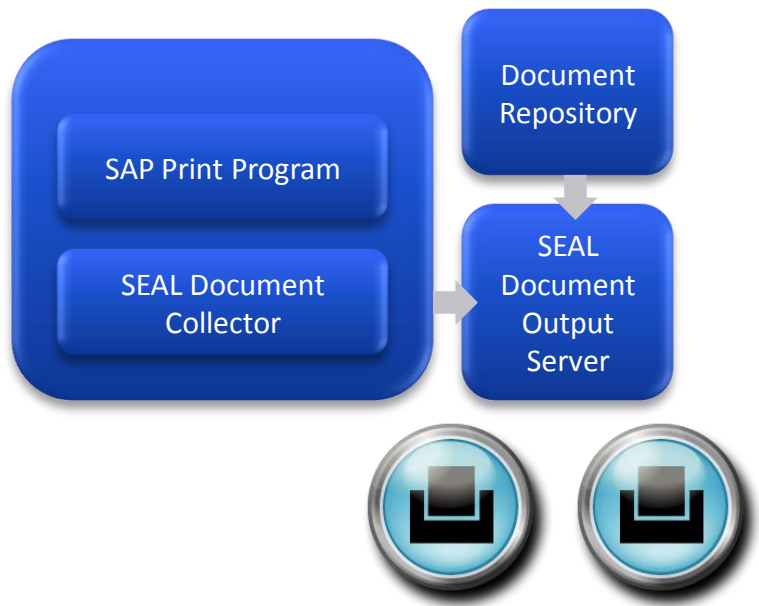 SAP Print Program
SEAL Document
Collector
Document
Repository
SEAL
Document
Output
Server